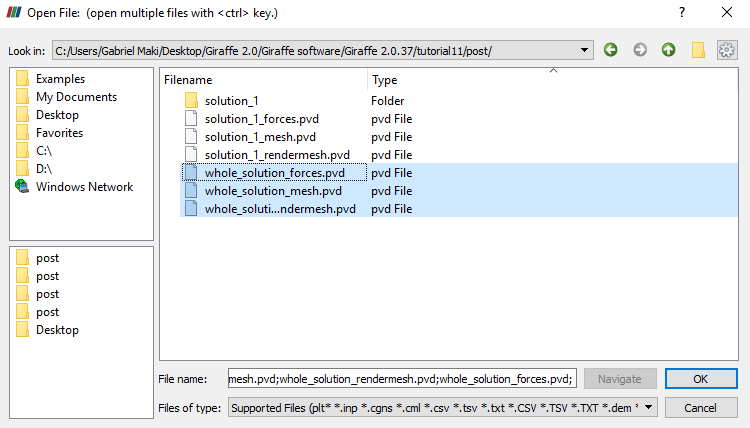 Open File: (open multiple files with <ctrl> key.)
? X
Look in: C:/Users/Gabriel Maki/Desktop/Giraffe 2.0/Giraffe software/Giraffe 2.0.37/tutorial11/post/
Examples
My Documents
Desktop
Favorites
C:\
D:\
Windows Network
post
post
post
post
Desktop
Filename Type
solution_1 Folder
solution_1_forces.pvd pvd File
solution_1_mesh.pvd pvd File
solution_1_rendermesh.pvd pvd File
whole_solution_forces.pvd pvd File
whole_solution_mesh.pvd pvd File
whole_soluti...ndermesh.pvd pvd File
File name: mesh.pvd;whole_solution_rendermesh.pvd;whole_solution_forces.pvd; Navigate OK
Files of type: Supported Files (plt* *.inp *.cgns *.cml *.csv *.tsv *.txt *.CSV *.TSV *.TXT *.dem * Cancel